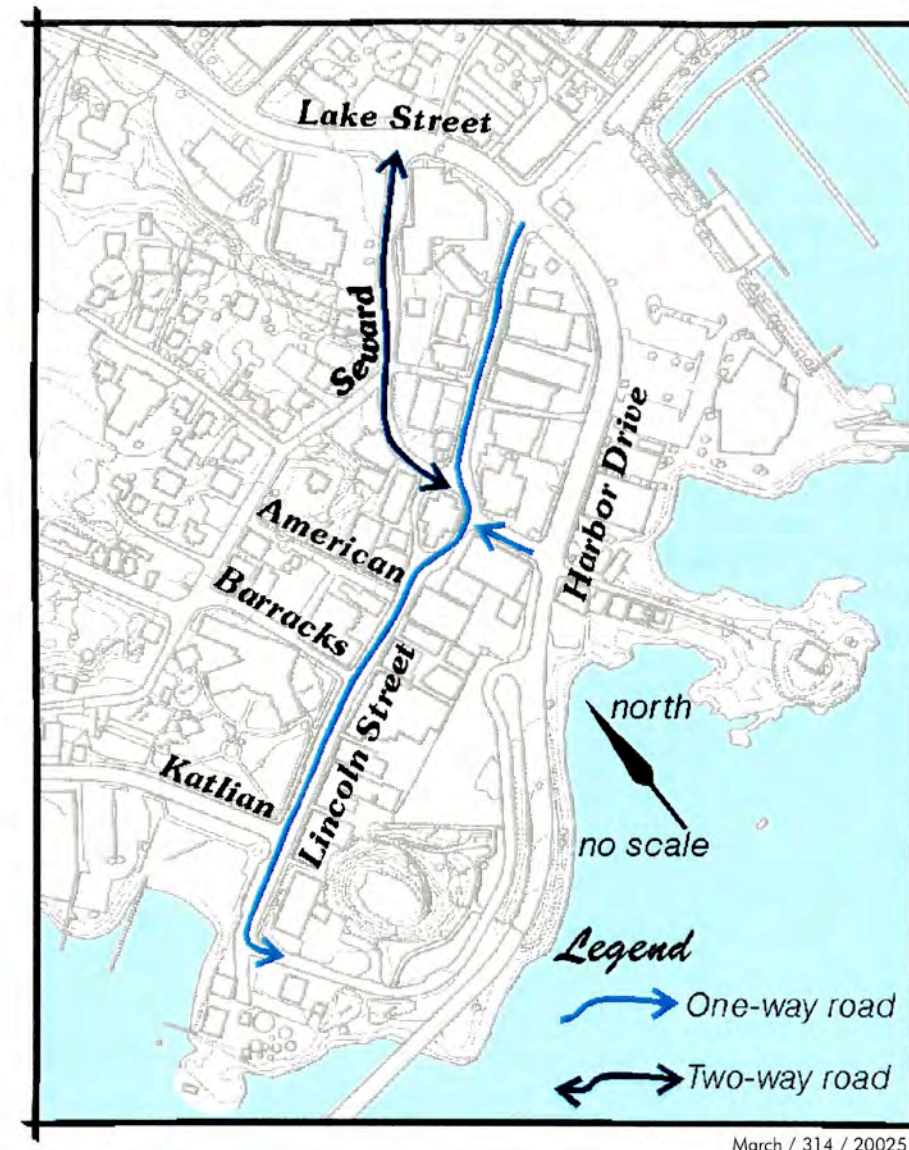 Lake Street
Seward
Harbor Drive
American
Barracks
Lincoln Street
Katlian
north
no scale
Legend
One-way road
Two-way road
March / 314 / 20025